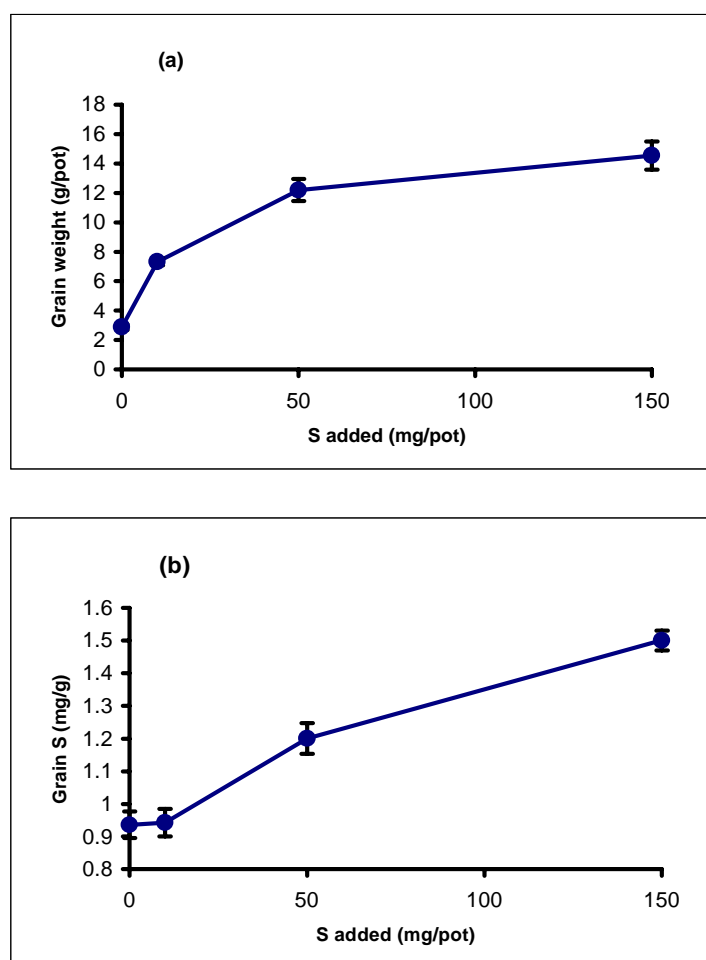 (a)
18
16
14
12
10
8
6
4
2
0
Grain weight (g/pot)
0 50 100 150
S added (mg/pot)
(b)
1.6
1.5
1.4
1.3
1.2
1.1
1
0.9
0.8
Grain S (mg/g)
0 50 100 150
S added (mg/pot)